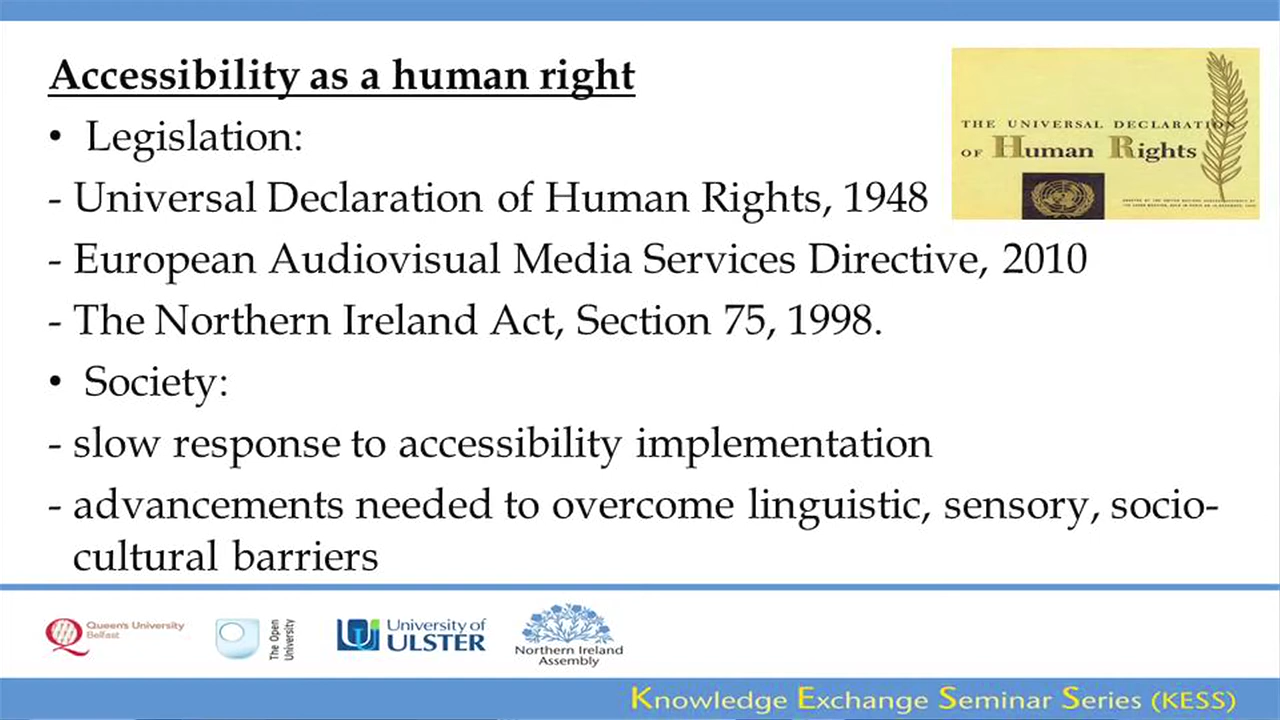 Accessibility as a human right
• Legislation:
- Universal Declaration of Human Rights, 1948
- European Audiovisual Media Services Directive, 2010
- The Northern Ireland Act, Section 75, 1998.
• Society:
- slow response to accessibility implementation
- advancements needed to overcome linguistic, sensory, socio-
cultural barriers
THE UNIVERSAL DECLARATION
OF Human Rights
Queen's University
Belfast
The Open
University
University of
ULSTER
Northern Ireland
Assembly
Knowledge Exchange Seminar Series (KESS)